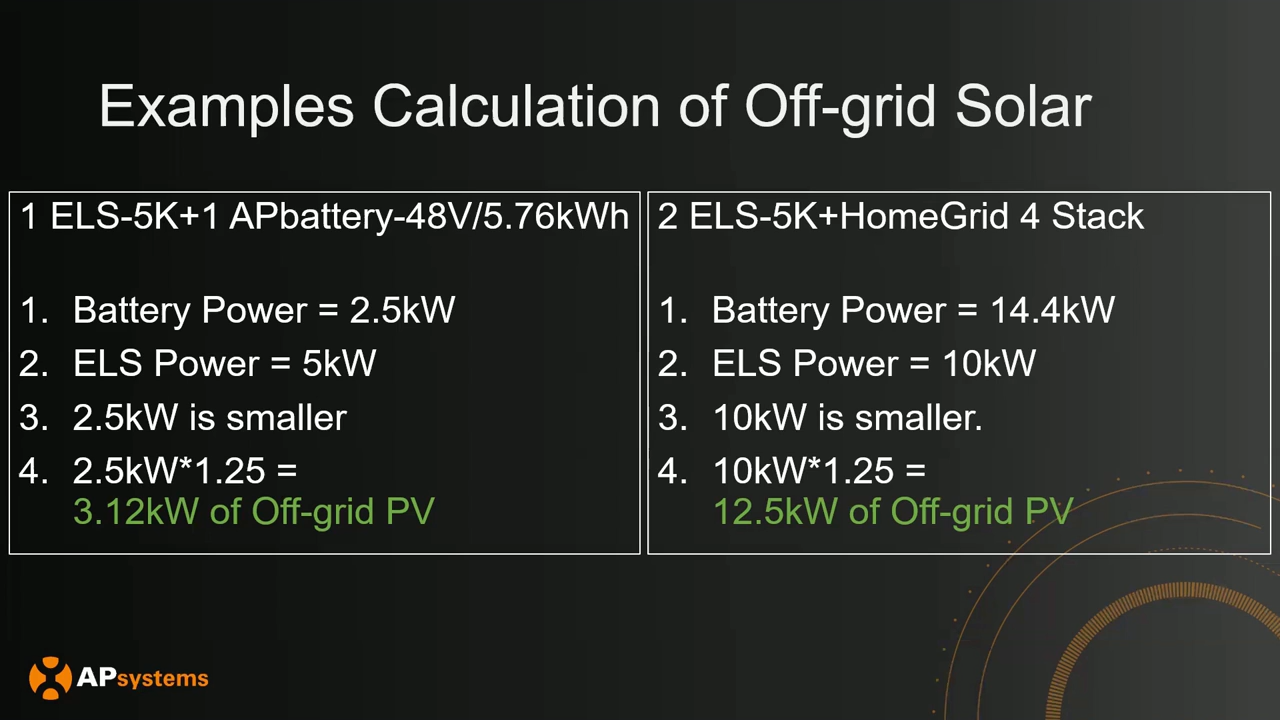 Examples Calculation of Off-grid Solar
1 ELS-5K+1 APbattery-48V/5.76kWh
1. Battery Power = 2.5kW
2. ELS Power = 5kW
3. 2.5kW is smaller
4. 2.5kW*1.25 =
3.12kW of Off-grid PV
2 ELS-5K+HomeGrid 4 Stack
1. Battery Power = 14.4kW
2. ELS Power = 10kW
3. 10kW is smaller.
4. 10kW*1.25 =
12.5kW of Off-grid PV
APsystems